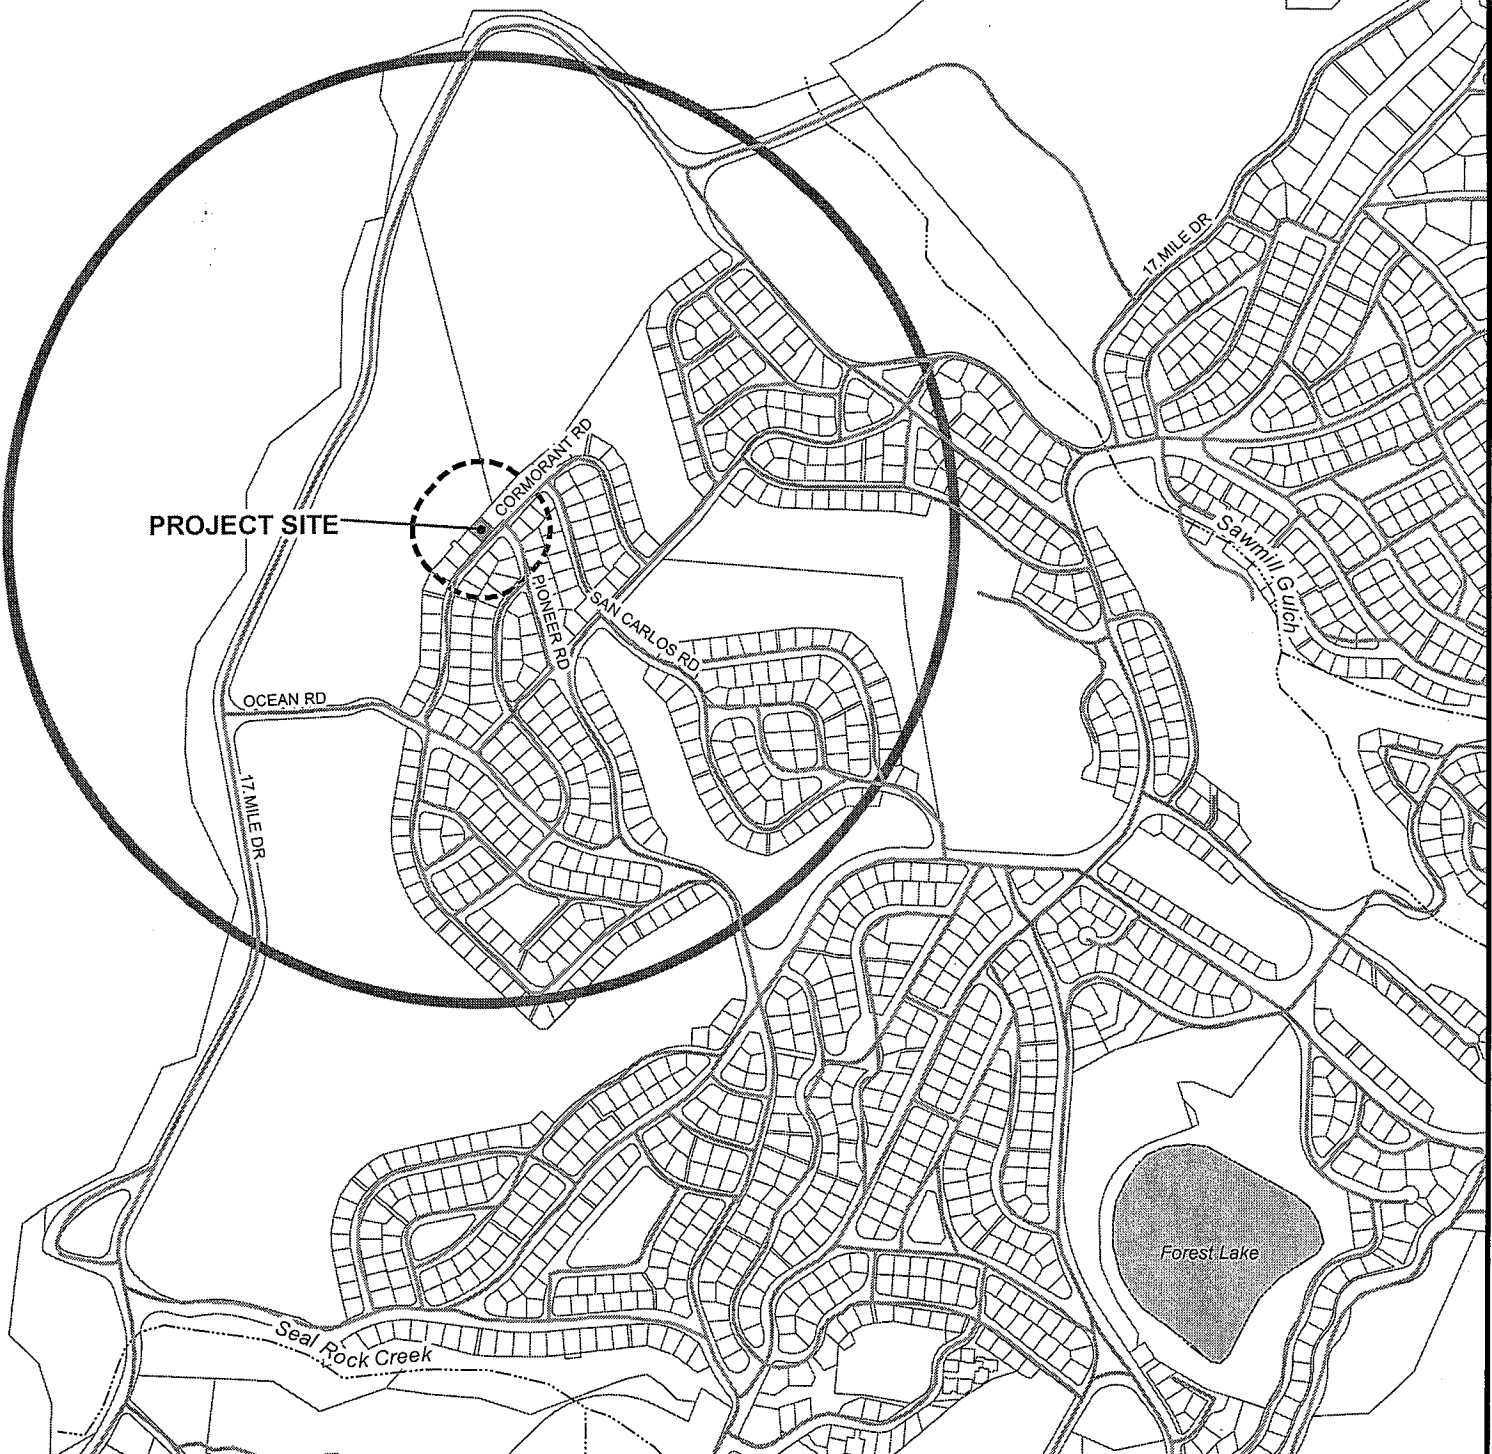 17 MILE DR
CORMORANT RD
PROJECT SITE
Sawmill Gulch
PIONEER RD
SAN CARLOS RD
OCEAN RD
17 MILE DR
Forest Lake
Seal Rock Creek